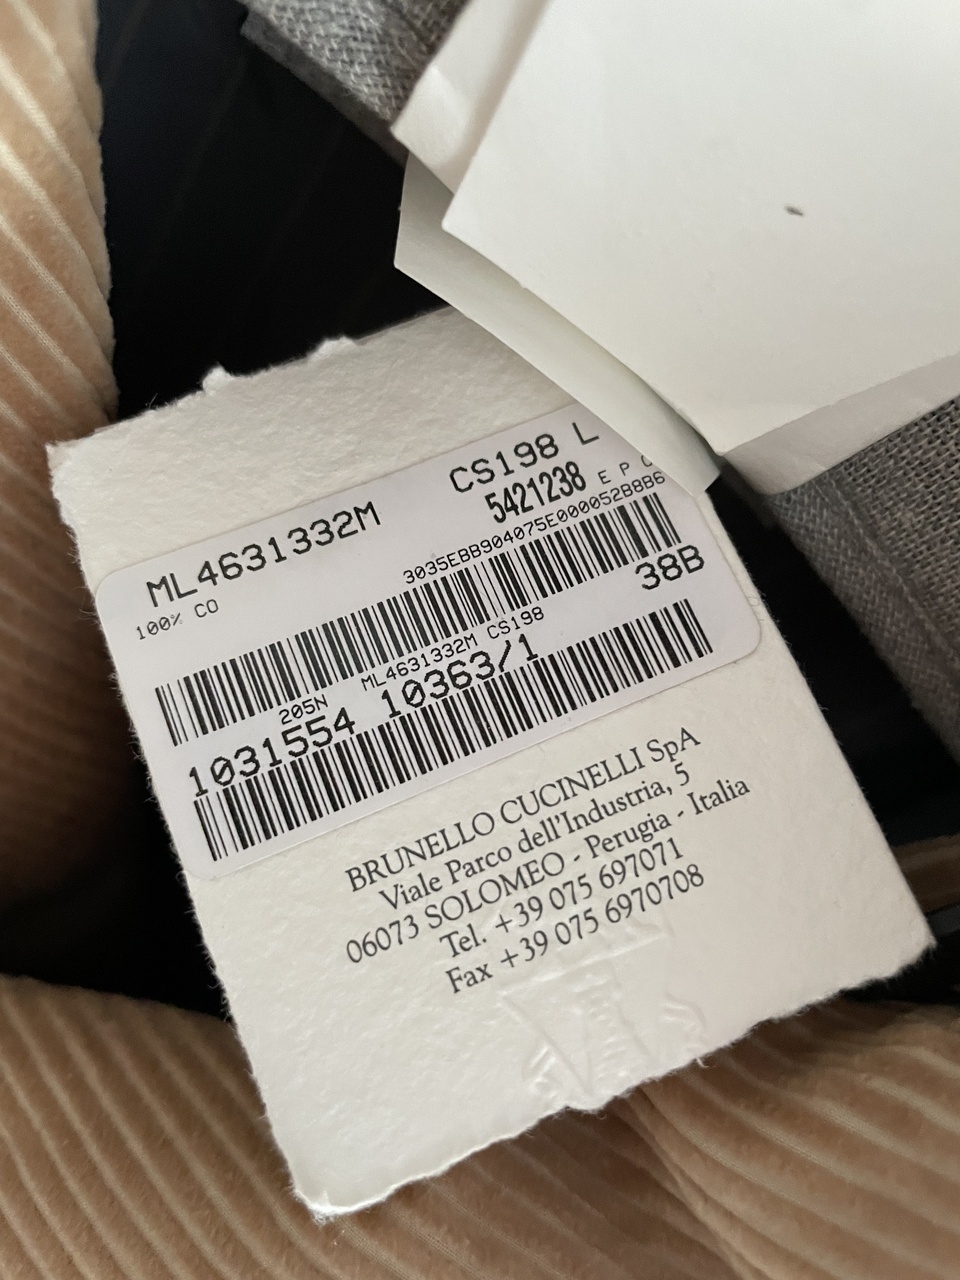 ML4631332M CS198 L
100% CO 5421238 E P C
3035EBB904075E000052B8B6
38B
205N ML4631332M CS198
1031554 10363/1
BRUNELLO CUCINELLI SpA
Viale Parco dell'Industria, 5
06073 SOLOMEO - Perugia - Italia
Tel. +39 075 6970711
Fax +39 075 6970708